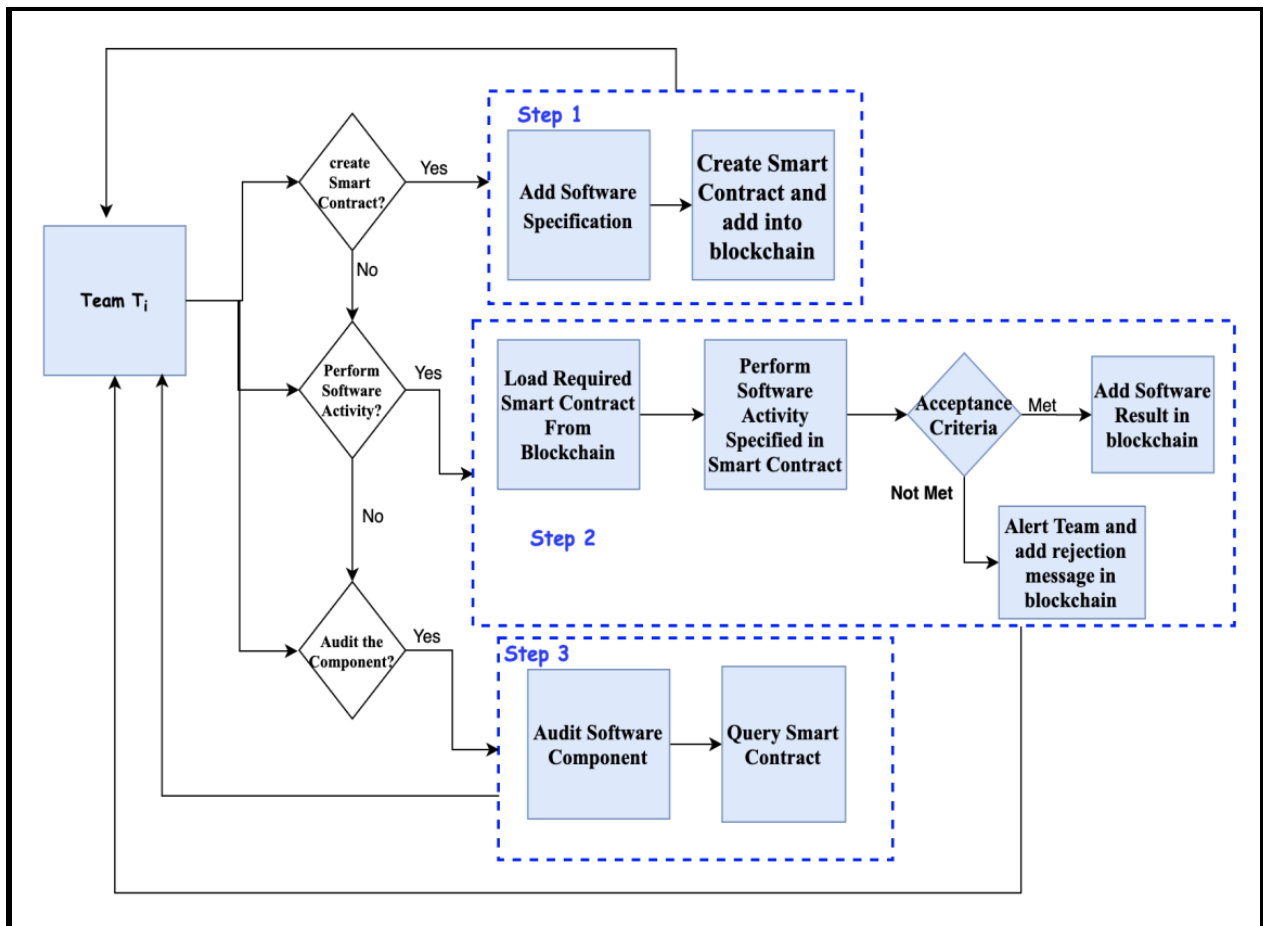 Step 1
create
Smart
Contract?
Yes
Add Software
Specification
Create Smart
Contract and
add into
blockchain
No
Team Ti
Perform
Software
Activity?
Yes
Load Required
Smart Contract
From
Blockchain
Perform
Software
Activity
Specified in
Smart Contract
Acceptance
Criteria
Met
Add Software
Result in
blockchain
Not Met
No
Step 2
Alert Team and
add rejection
message in
blockchain
Audit the
Component?
Yes
Step 3
Audit Software
Component
Query Smart
Contract